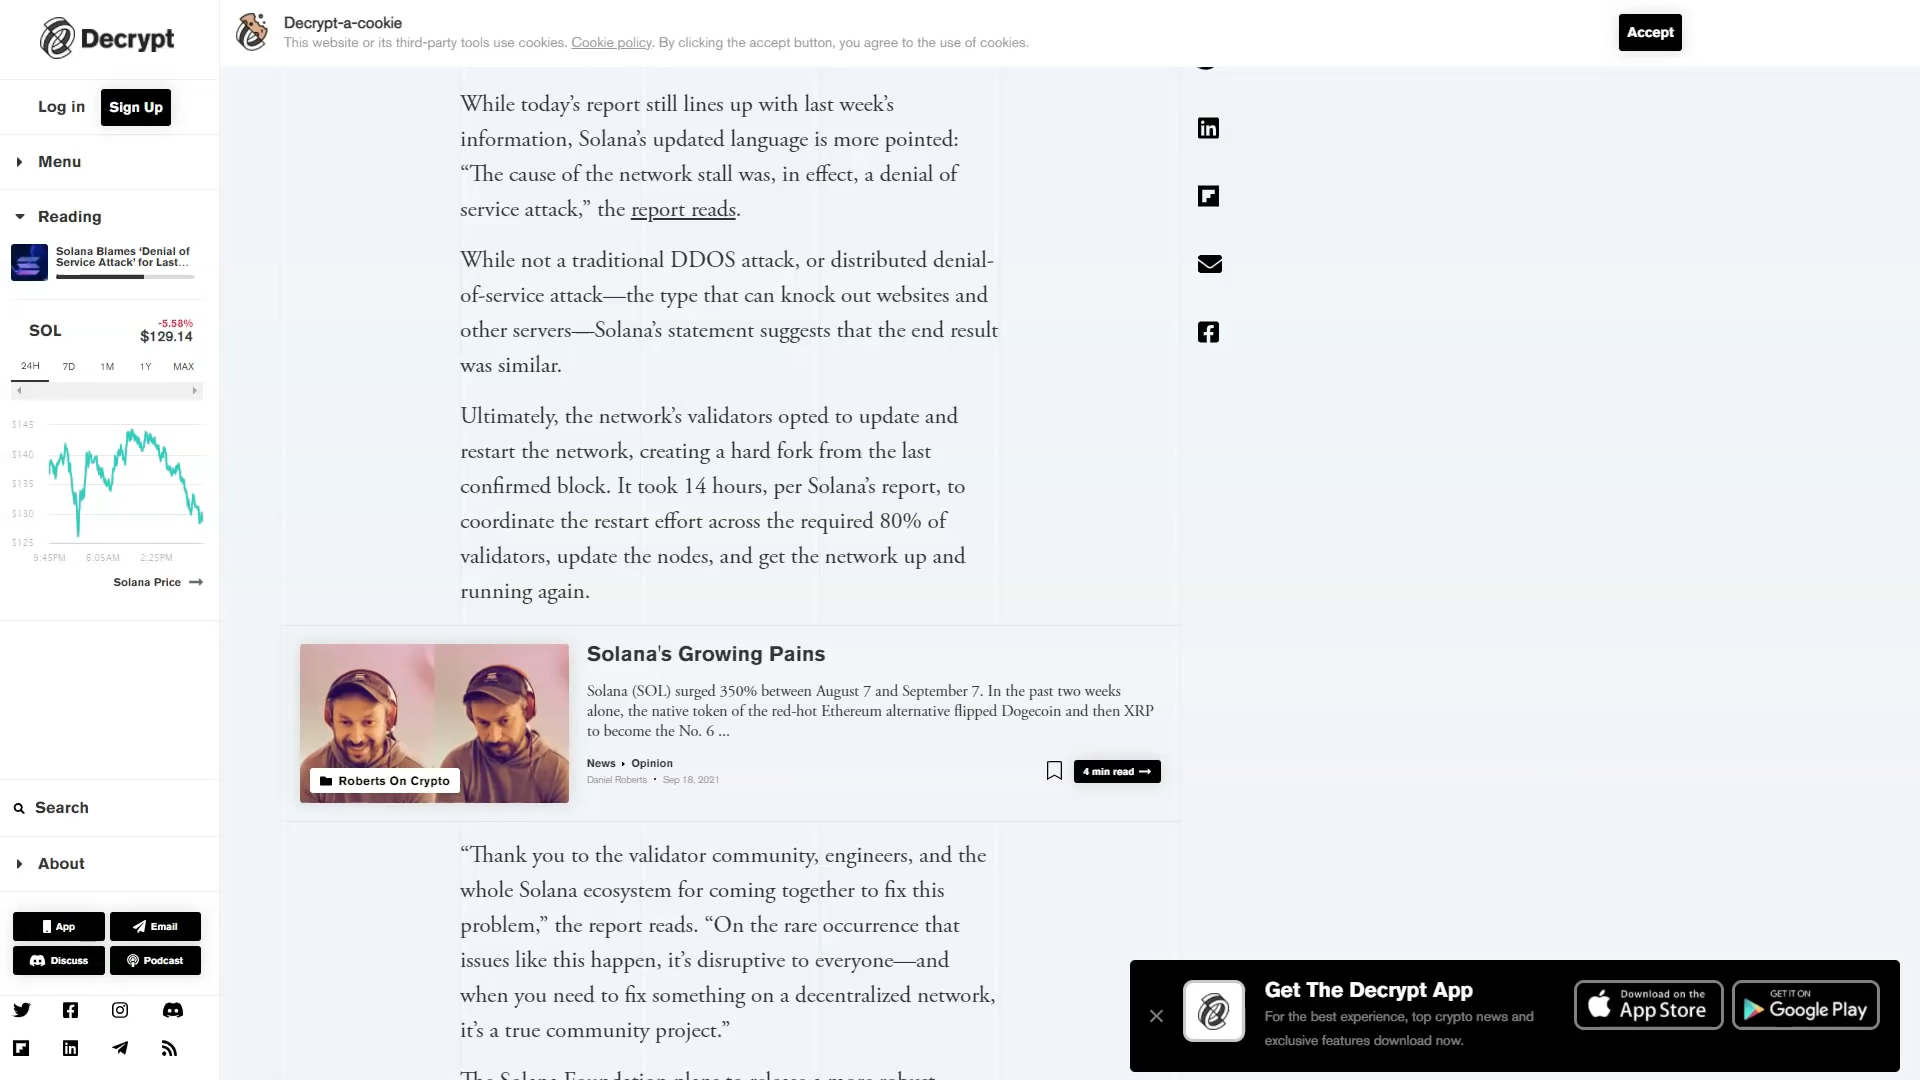 Decrypt
Decrypt-a-cookie
This website or its third-party tools use cookies. Cookie policy. By clicking the accept button, you agree to the use of cookies.
Accept
Log in
Sign Up
Menu
Reading
Solana Blames ‘Denial of
Service Attack’ for Last...
SOL
-5.58%
$129.14
24H 7D 1M 1Y MAX
$145
$140
$135
$130
$125
9:45PM 6:05AM 2:25PM
Solana Price
Search
About
App
Email
Discuss
Podcast
While today’s report still lines up with last week’s
information, Solana’s updated language is more pointed:
“The cause of the network stall was, in effect, a denial of
service attack,” the report reads.
While not a traditional DDOS attack, or distributed denial-
of-service attack—the type that can knock out websites and
other servers—Solana’s statement suggests that the end result
was similar.
Ultimately, the network’s validators opted to update and
restart the network, creating a hard fork from the last
confirmed block. It took 14 hours, per Solana’s report, to
coordinate the restart effort across the required 80% of
validators, update the nodes, and get the network up and
running again.
Roberts On Crypto
Solana's Growing Pains
Solana (SOL) surged 350% between August 7 and September 7. In the past two weeks
alone, the native token of the red-hot Ethereum alternative flipped Dogecoin and then XRP
to become the No. 6 ...
News Opinion
Daniel Roberts • Sep 18, 2021
4 min read
“Thank you to the validator community, engineers, and the
whole Solana ecosystem for coming together to fix this
problem,” the report reads. “On the rare occurrence that
issues like this happen, it’s disruptive to everyone—and
when you need to fix something on a decentralized network,
it’s a true community project.”
The Solana Foundation plans to release a more robust
Get The Decrypt App
For the best experience, top crypto news and
exclusive features download now.
Download on the
App Store
GET IT ON
Google Play